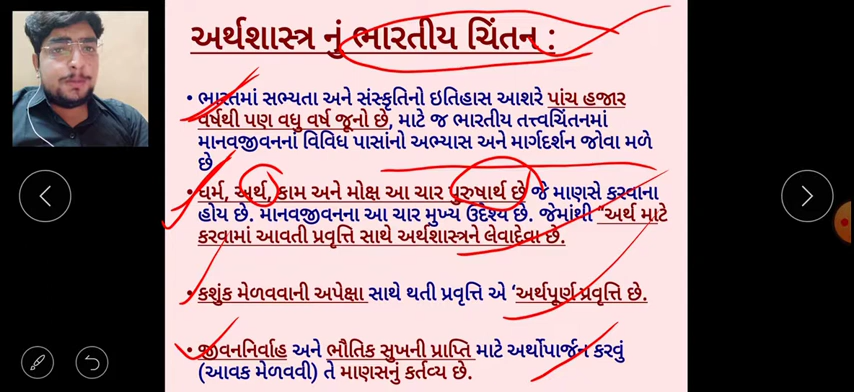 અર્થશાસ્ત્ર નું ભારતીય ચિંતન :
• ભારતમાં સભ્યતા અને સંસ્કૃતિનો ઇતિહાસ આશરે પાંચ હજાર
વર્ષથી પણ વધુ વર્ષ જૂનો છે, માટે જ ભારતીય તત્ત્વચિંતનમાં
માનવજીવનનાં વિવિધ પાસાંનો અભ્યાસ અને માર્ગદર્શન જોવા મળે
છે
• ધર્મ, અર્થ, કામ અને મોક્ષ આ ચાર પુરુષાર્થ છે જે માણસે કરવાના
હોય છે. માનવજીવનના આ ચાર મુખ્ય ઉદ્દેશ્ય છે. જેમાંથી “અર્થ માટે
કરવામાં આવતી પ્રવૃત્તિ સાથે અર્થશાસ્ત્રને લેવાદેવા છે.
• કશુંક મેળવવાની અપેક્ષા સાથે થતી પ્રવૃત્તિ એ ‘અર્થપૂર્ણ પ્રવૃત્તિ છે.
• જીવનનિર્વાહ અને ભૌતિક સુખની પ્રાપ્તિ માટે અર્થોપાર્જન કરવું
(આવક મેળવવી) તે માણસનું કર્તવ્ય છે.